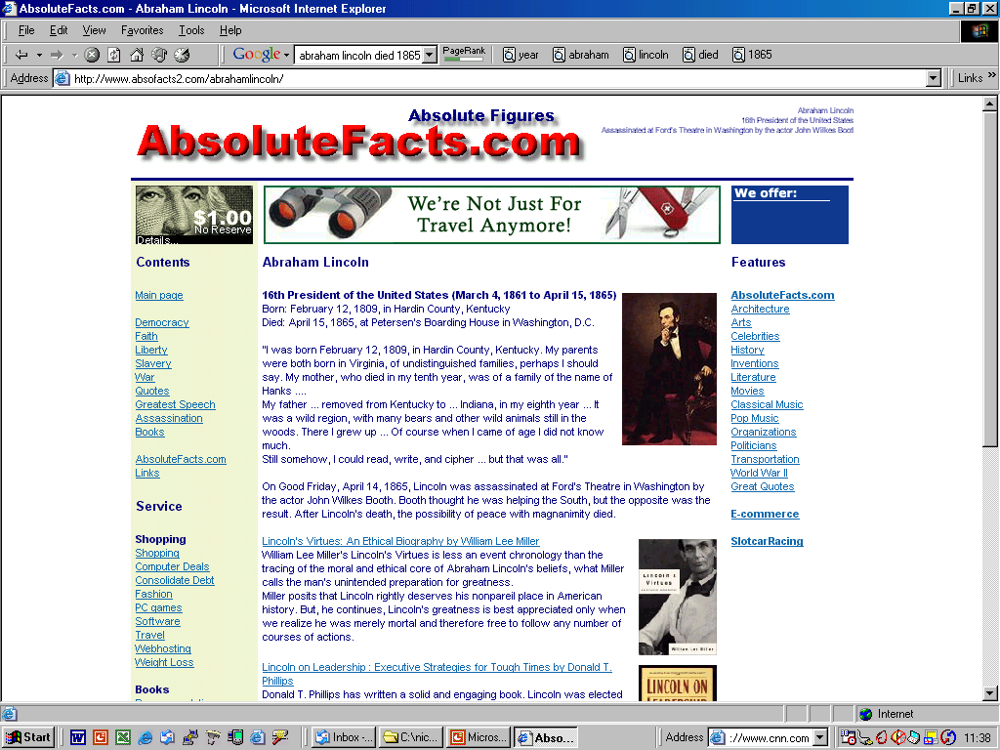 AbsoluteFacts.com - Abraham Lincoln - Microsoft Internet Explorer
File Edit View Favorites Tools Help
Google abraham lincoln died 1865 PageRank year abraham lincoln died 1865
Address http://www.absofacts2.com/abrahamlincoln/ Links »
Absolute Figures
AbsoluteFacts.com
Abraham Lincoln
16th President of the United States
Assassinated at Ford's Theatre in Washington by the actor John Wilkes Bootl
$1.00
No Reserve
Details...
We're Not Just For
Travel Anymore!
We offer:
Contents
Main page
Democracy
Faith
Liberty
Slavery
War
Quotes
Greatest Speech
Assassination
Books
AbsoluteFacts.com
Links
Service
Shopping
Shopping
Computer Deals
Consolidate Debt
Fashion
PC games
Software
Travel
Webhosting
Weight Loss
Books
Abraham Lincoln
16th President of the United States (March 4, 1861 to April 15, 1865)
Born: February 12, 1809, in Hardin County, Kentucky
Died: April 15, 1865, at Petersen's Boarding House in Washington, D.C.
"I was born February 12, 1809, in Hardin County, Kentucky. My parents
were both born in Virginia, of undistinguished families, perhaps I should
say. My mother, who died in my tenth year, was of a family of the name of
Hanks ....
My father ... removed from Kentucky to ... Indiana, in my eighth year ... It
was a wild region, with many bears and other wild animals still in the
woods. There I grew up ... Of course when I came of age I did not know
much.
Still somehow, I could read, write, and cipher ... but that was all."
On Good Friday, April 14, 1865, Lincoln was assassinated at Ford's Theatre in Washington by
the actor John Wilkes Booth. Booth thought he was helping the South, but the opposite was the
result. After Lincoln's death, the possibility of peace with magnanimity died.
Lincoln's Virtues: An Ethical Biography by William Lee Miller
William Lee Miller's Lincoln's Virtues is less an event chronology than the
tracing of the moral and ethical core of Abraham Lincoln's beliefs, what Miller
calls the man's unintended preparation for greatness.
Miller posits that Lincoln rightly deserves his nonpareil place in American
history. But, he continues, Lincoln's greatness is best appreciated only when
we realize he was merely mortal and therefore free to follow any number of
courses of actions.
Lincoln's
Virtues
William Lee Miller
Lincoln on Leadership : Executive Strategies for Tough Times by Donald T.
Phillips
Donald T. Phillips has written a solid and engaging book. Lincoln was elected
LINCOLN ON
LEADERSHIP
Features
AbsoluteFacts.com
Architecture
Arts
Celebrities
History
Inventions
Literature
Movies
Classical Music
Pop Music
Organizations
Politicians
Transportation
World War II
Great Quotes
E-commerce
SlotcarRacing
Internet
Start Inbox -... C:\nic... Micros... Abso... Address ://www.cnn.com 11:38